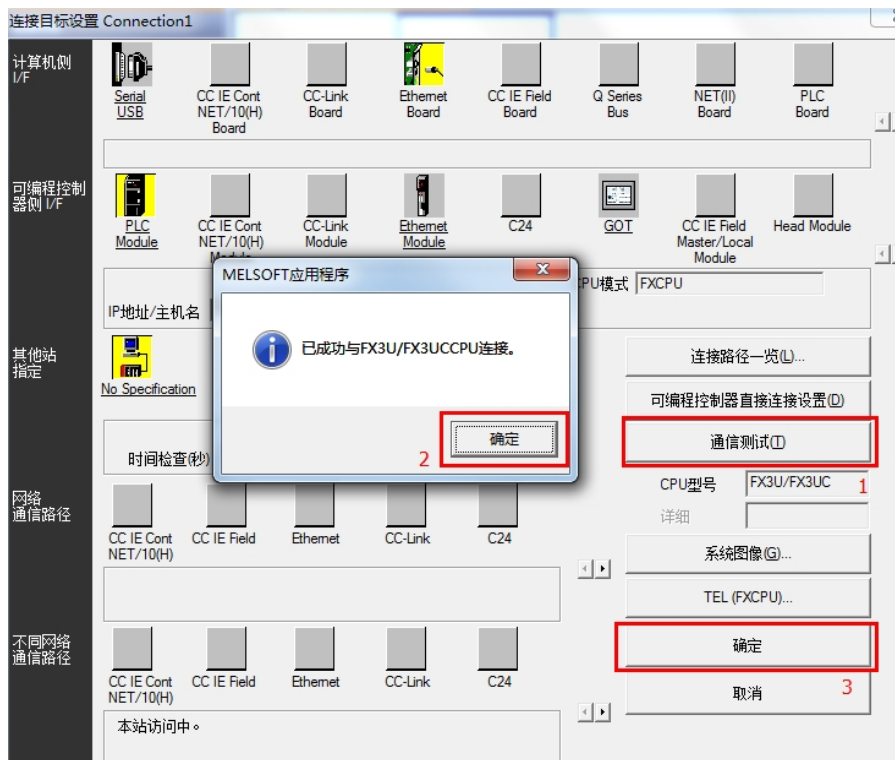 连接目标设置 Connection1
计算机侧
I/F
Serial
USB
CC IE Cont
NET/10(H)
Board
CC-Link
Board
Ethernet
Board
CC IE Field
Board
Q Series
Bus
NET(II)
Board
PLC
Board
可编程控制
器侧 I/F
PLC
Module
CC IE Cont
NET/10(H)
Module
CC-Link
Module
Ethernet
Module
C24
GOT
CC IE Field
Master/Local
Module
Head Module
IP地址/主机名
PU模式 FXCPU
MELSOFT应用程序
已成功与FX3U/FX3UCCPU连接。
确定
2
其他站
指定
No Specification
时间检查(秒)
连接路径一览(L)...
可编程控制器直接连接设置(D)
通信测试(T)
CPU型号 FX3U/FX3UC 1
详细
系统图像(G)...
TEL (FXCPU)...
确定
取消 3
网络
通信路径
CC IE Cont
NET/10(H)
CC IE Field
Ethernet
CC-Link
C24
不同网络
通信路径
CC IE Cont
NET/10(H)
CC IE Field
Ethernet
CC-Link
C24
本站访问中。